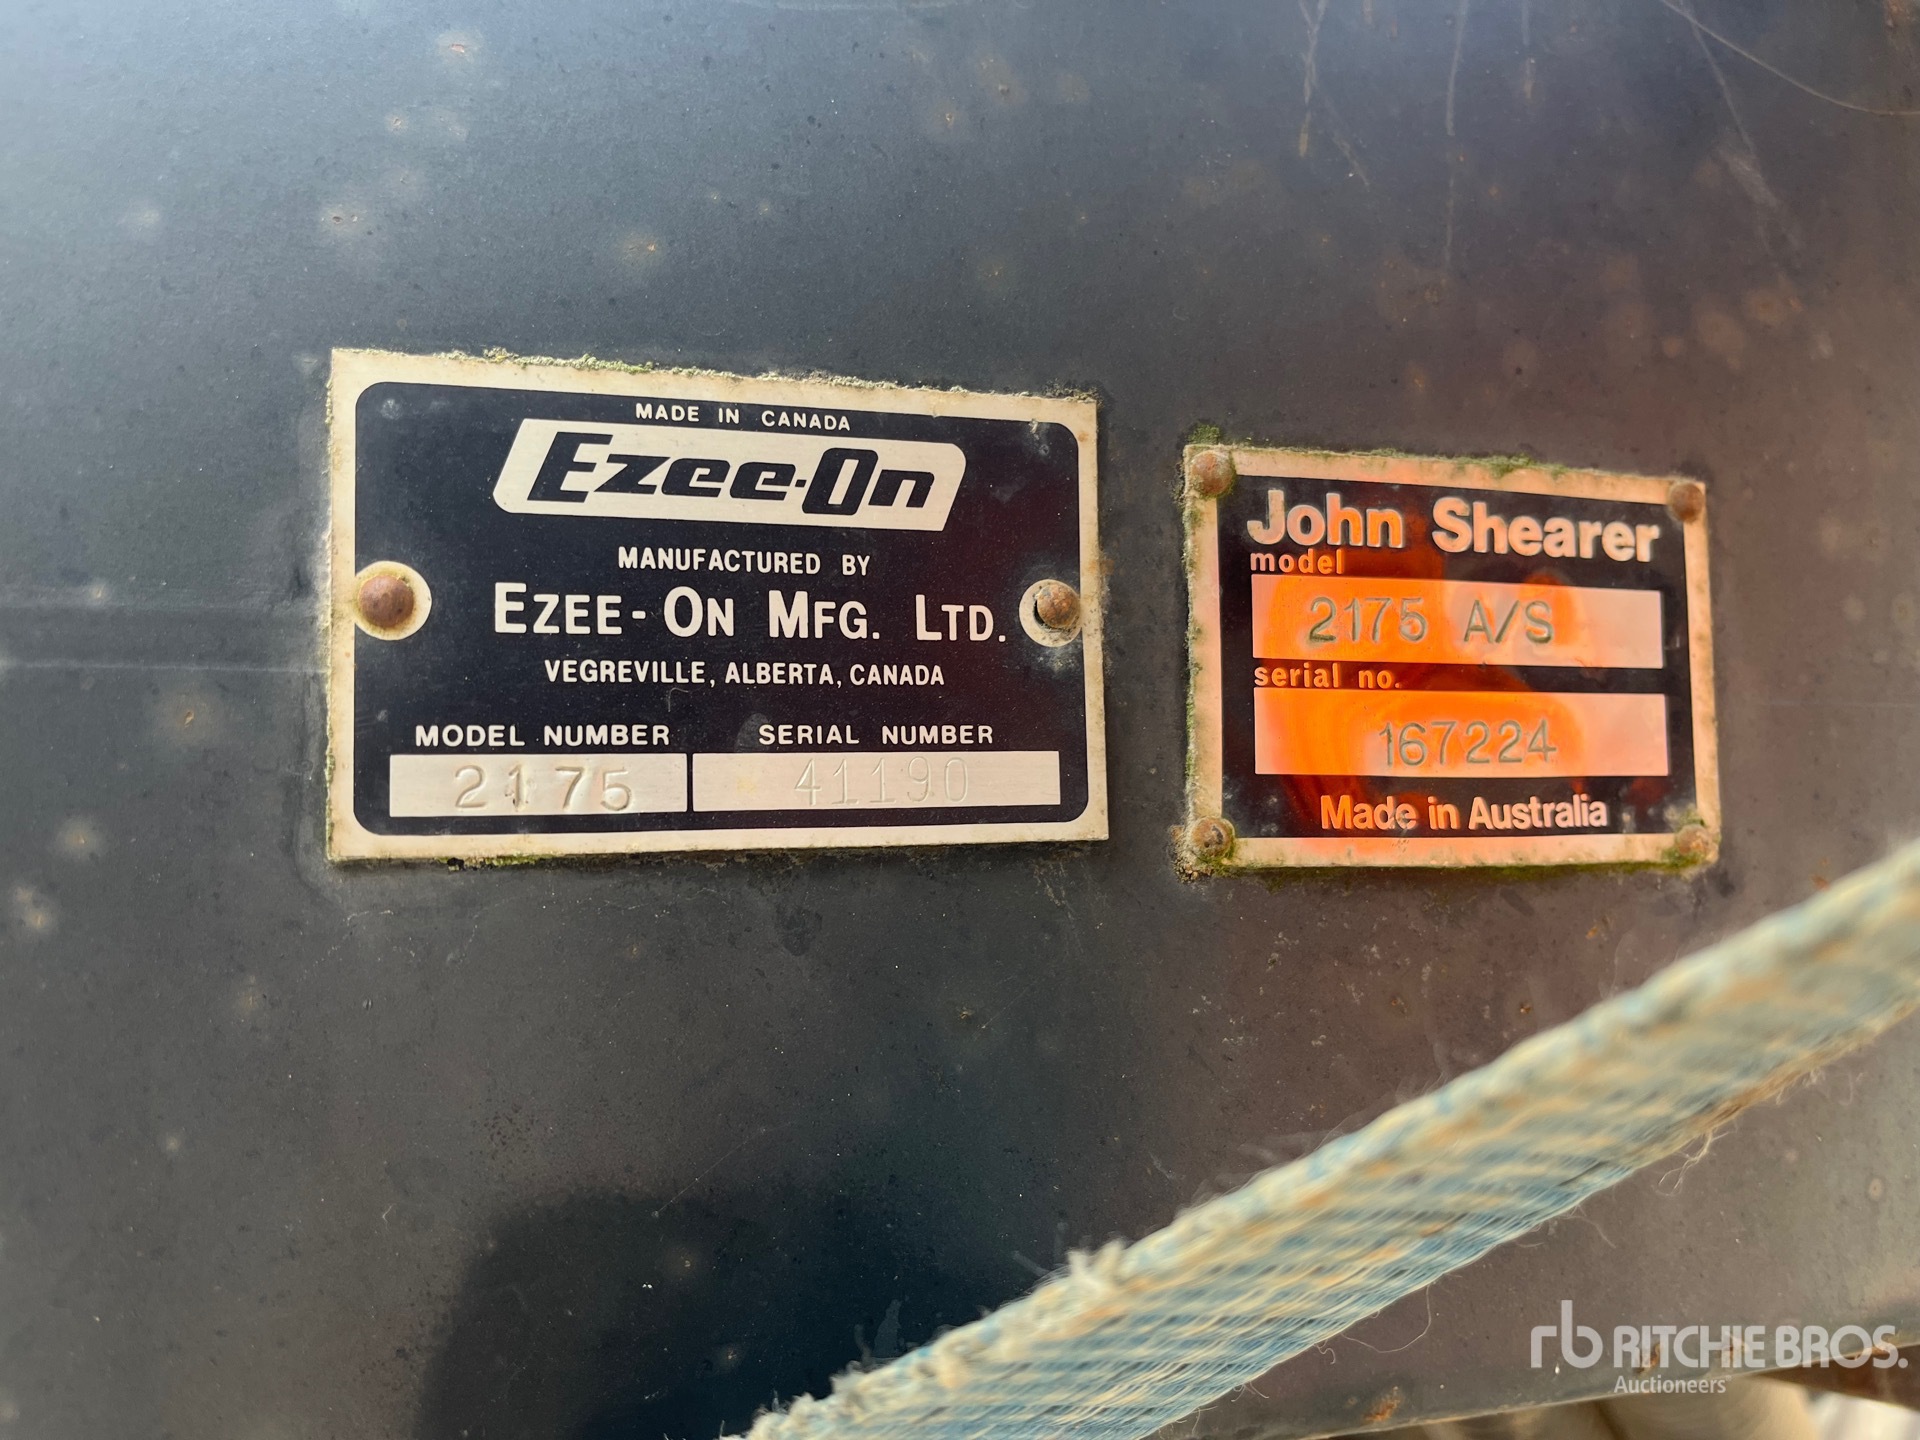 MADE IN CANADA
Ezee-On
MANUFACTURED BY
EZEE-ON MFG. LTD.
VEGREVILLE, ALBERTA, CANADA
MODEL NUMBER SERIAL NUMBER
2175 41190
John Shearer
model
2175 A/S
serial no.
167224
Made in Australia
rb RITCHIE BROS.
Auctioneers